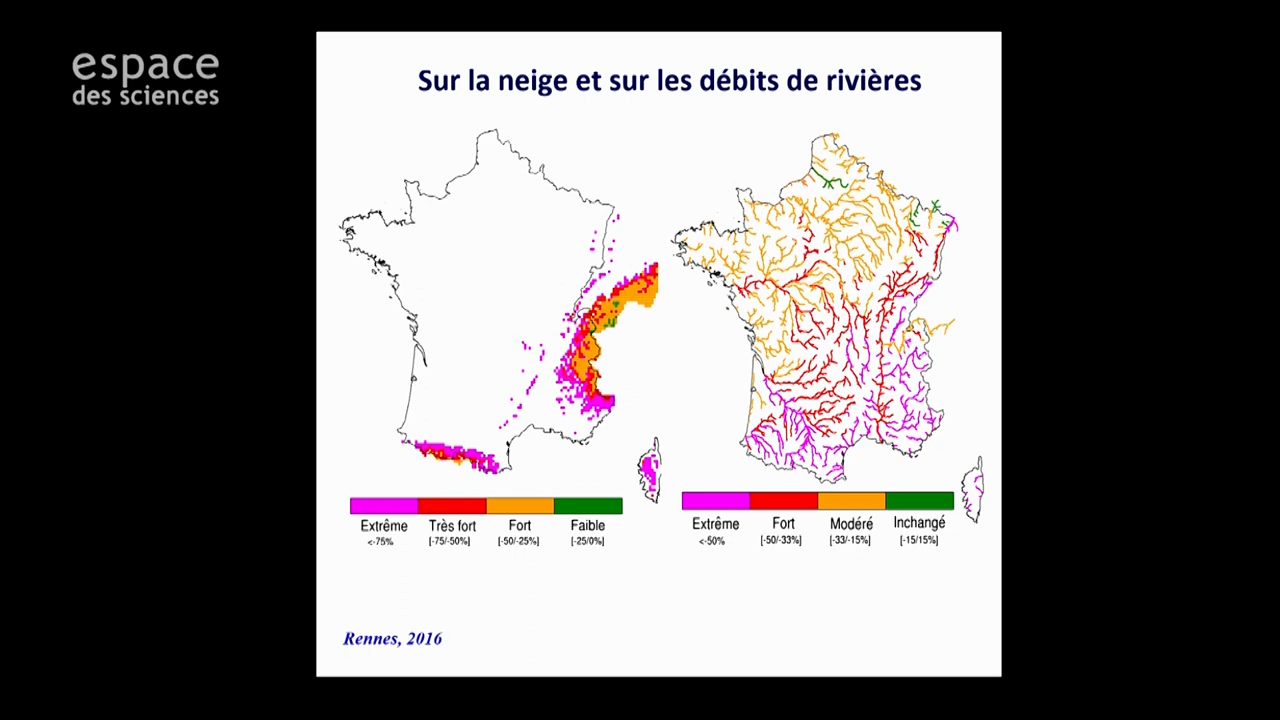 espace
des sciences
Sur la neige et sur les débits de rivières
Extrême Très fort Fort Faible
<-75% [-75/-50%] [-50/-25%] [-25/0%]
Extrême Fort Modéré Inchangé
<-50% [-50/-33%] [-33/-15%] [-15/15%]
Rennes, 2016